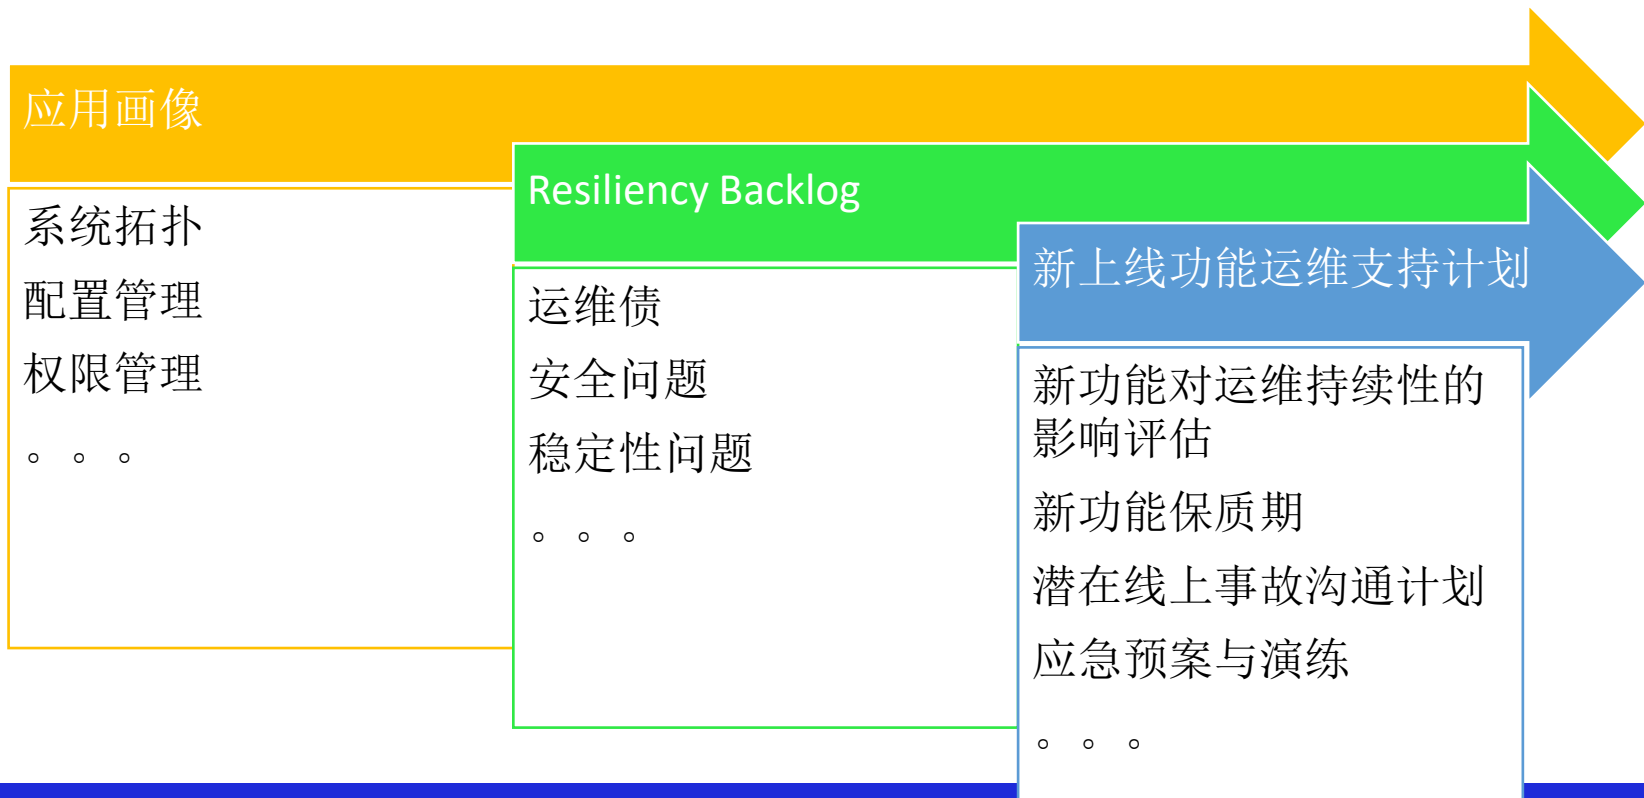 应用画像
系统拓扑
配置管理
权限管理
。。。
Resiliency Backlog
运维债
安全问题
稳定性问题
。。。
新上线功能运维支持计划
新功能对运维持续性的
影响评估
新功能保质期
潜在线上事故沟通计划
应急预案与演练
。。。